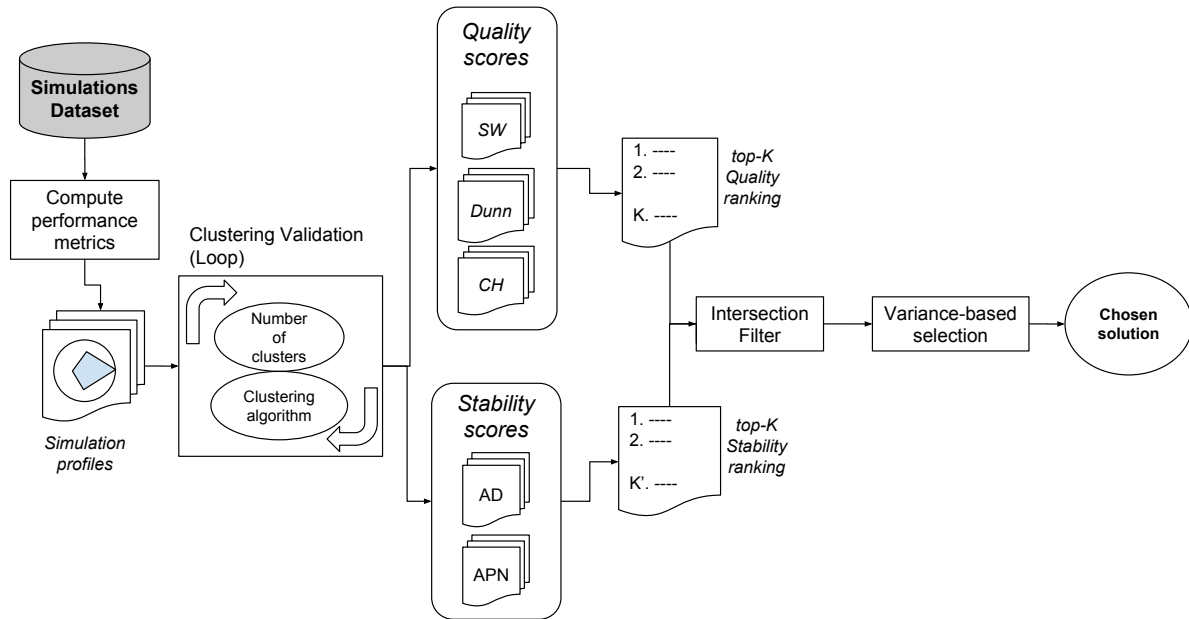 Simulations
Dataset
Compute
performance
metrics
Simulation
profiles
Clustering Validation
(Loop)
Number
of
clusters
Clustering
algorithm
Quality
scores
SW
Dunn
CH
Stability
scores
AD
APN
1. ----
2. ----
K. ----
top-K
Quality
ranking
1. ----
2. ----
K'. ----
top-K
Stability
ranking
Intersection
Filter
Variance-based
selection
Chosen
solution